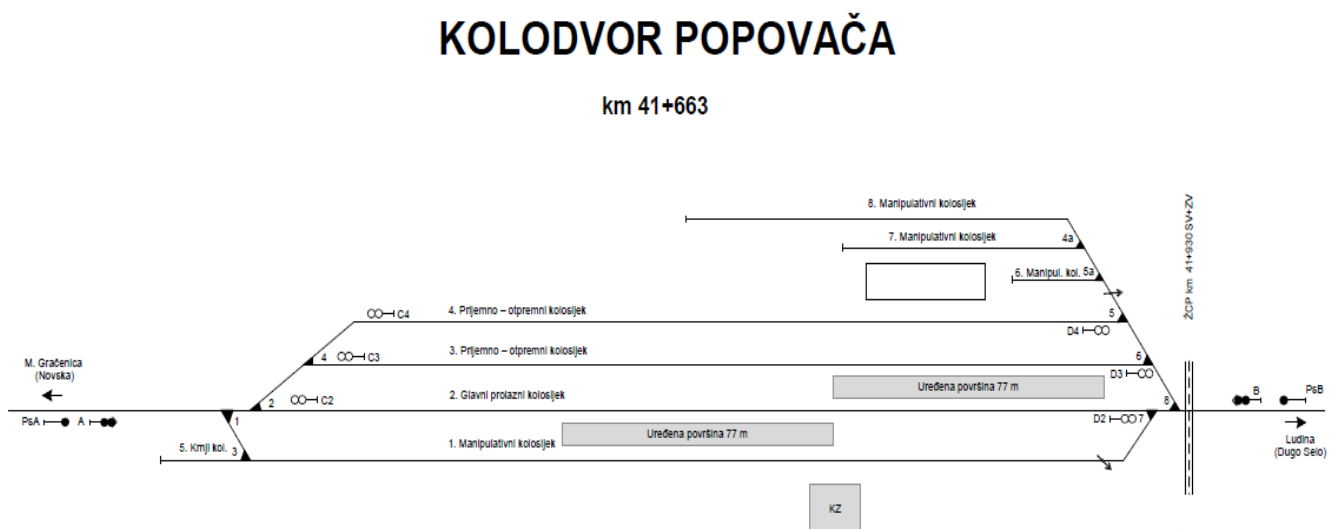 KOLODVOR POPOVAČA
km 41+663
8. Manipulativni kolosijek
7. Manipulativni kolosijek
4a
6. Manipul. kol.
5a
ŽCP km 41+930 SV+ZV
C4
4. Prijemno – otpremni kolosijek
5
D4
4
C3
3. Prijemno – otpremni kolosijek
6
D3
M. Gračenica
(Novska)
Uređena površina 77 m
B
PsB
2
C2
2. Glavni prolazni kolosijek
8
PsA
A
1
D2
7
Uređena površina 77 m
Ludina
(Dugo Selo)
5. Krnji kol.
3
1. Manipulativni kolosijek
KZ